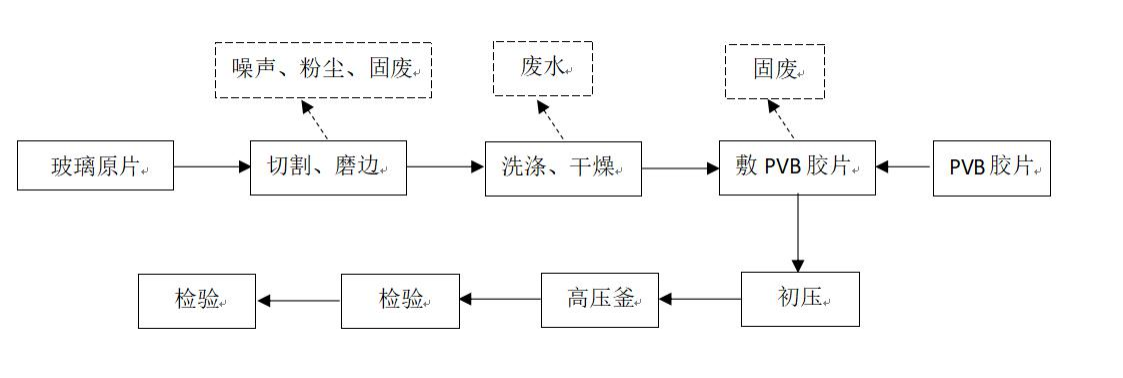 噪声、粉尘、固废
废水
固废
玻璃原片
切割、磨边
洗涤、干燥
敷 PVB 胶片
PVB 胶片
检验
检验
高压釜
初压